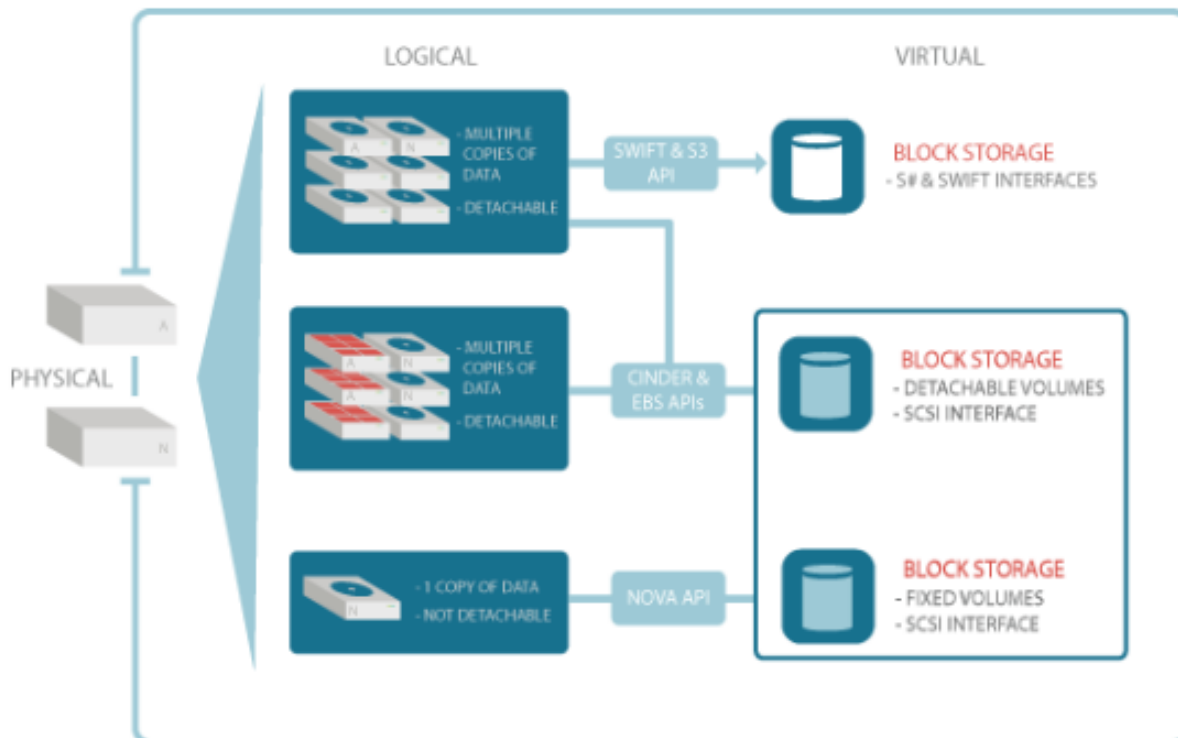 LOGICAL
VIRTUAL
A
N
- MULTIPLE
COPIES OF
DATA
- DETACHABLE
SWIFT & S3
API
BLOCK STORAGE
- S# & SWIFT INTERFACES
A
PHYSICAL
N
A
N
A
N
- MULTIPLE
COPIES OF
DATA
- DETACHABLE
CINDER &
EBS APIs
BLOCK STORAGE
- DETACHABLE VOLUMES
- SCSI INTERFACE
N
- 1 COPY OF DATA
- NOT DETACHABLE
NOVA API
BLOCK STORAGE
- FIXED VOLUMES
- SCSI INTERFACE